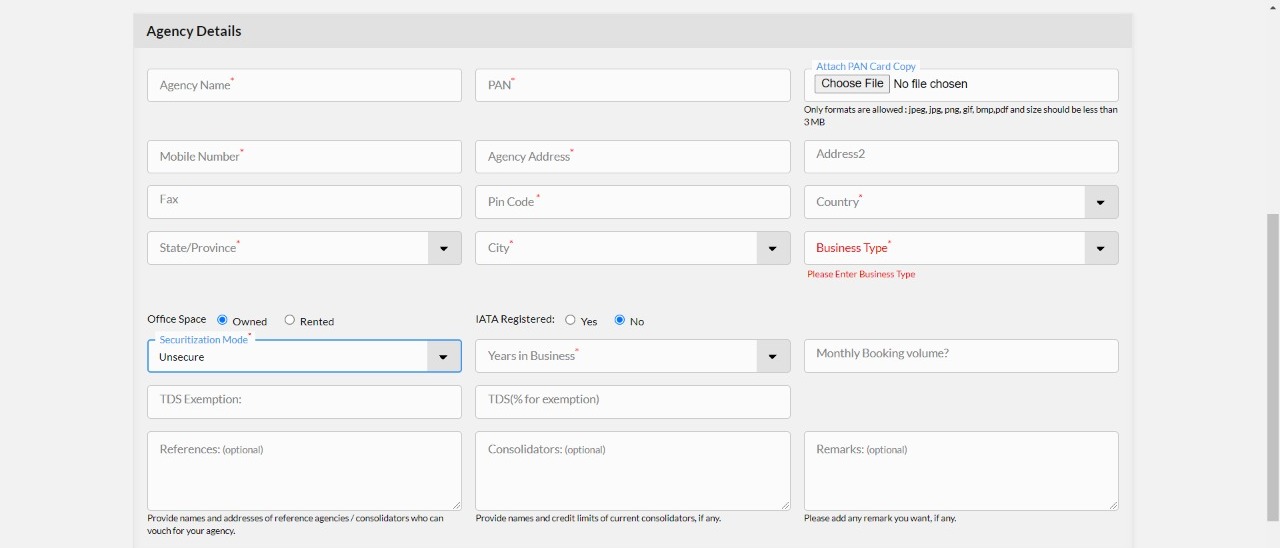 Agency Details
Agency Name*
PAN*
Attach PAN Card Copy
Choose File No file chosen
Only formats are allowed : jpeg, jpg, png, gif, bmp,pdf and size should be less than
3 MB
Mobile Number*
Agency Address*
Address2
Fax
Pin Code *
Country*
State/Province*
City*
Business Type*
Please Enter Business Type
Office Space Owned Rented
IATA Registered: Yes No
Securitization Mode*
Unsecure
Years in Business*
Monthly Booking volume?
TDS Exemption:
TDS(% for exemption)
References: (optional)
Consolidators: (optional)
Remarks: (optional)
Provide names and addresses of reference agencies / consolidators who can
vouch for your agency.
Provide names and credit limits of current consolidators, if any.
Please add any remark you want, if any.